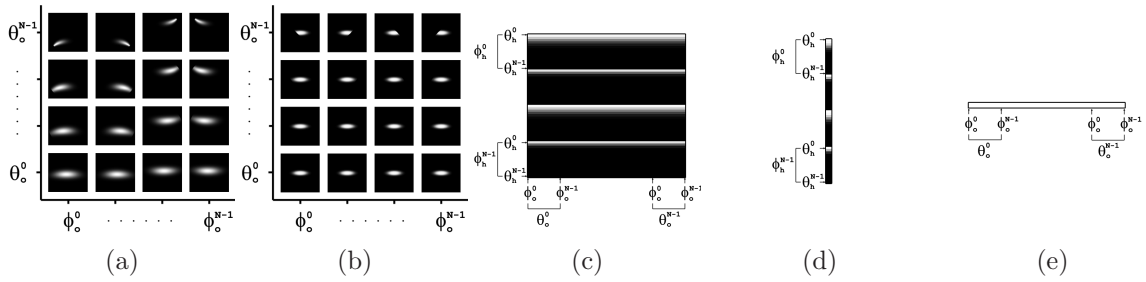 θ_o^{N-1}
θ_o^0
φ_o^0 · · · · · · φ_o^{N-1}
(a)
θ_o^{N-1}
θ_o^0
φ_o^0 · · · · · · φ_o^{N-1}
(b)
φ_h^0 θ_h^0
θ_h^{N-1}
φ_h^{N-1} θ_h^0
θ_h^{N-1}
φ_o^0 φ_o^{N-1} φ_o^0 φ_o^{N-1}
θ_o^0 θ_o^{N-1}
(c)
φ_h^0 θ_h^0
θ_h^{N-1}
φ_h^{N-1} θ_h^0
θ_h^{N-1}
(d)
φ_o^0 φ_o^{N-1} φ_o^0 φ_o^{N-1}
θ_o^0 θ_o^{N-1}
(e)